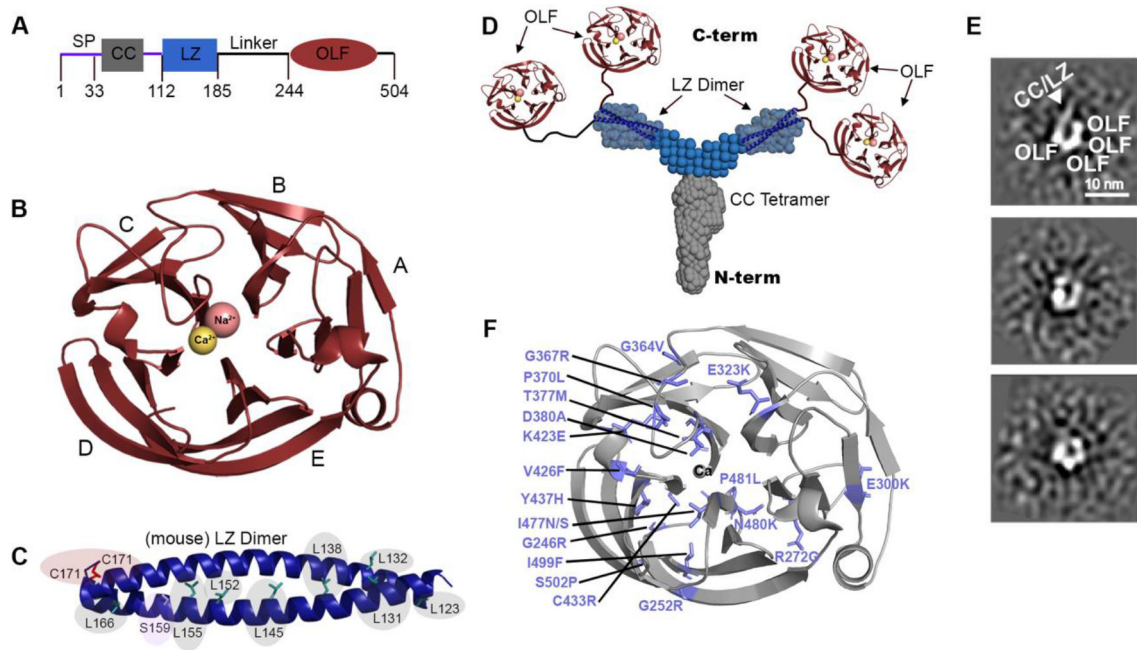 A
SP
CC
LZ
Linker
OLF
1
33
112
185
244
504
B
B
C
A
Na²⁺
Ca²⁺
D
E
C
(mouse) LZ Dimer
C171
C171
L138
L132
L152
L166
S159
L155
L145
L131
L123
D
OLF
C-term
OLF
LZ Dimer
CC Tetramer
N-term
E
CC/LZ
OLF
OLF
OLF
OLF
10 nm
F
G367R
G364V
E323K
P370L
T377M
D380A
K423E
Ca
V426F
P481L
E300K
Y437H
I477N/S
N480K
G246R
R272G
I499F
S502P
C433R
G252R